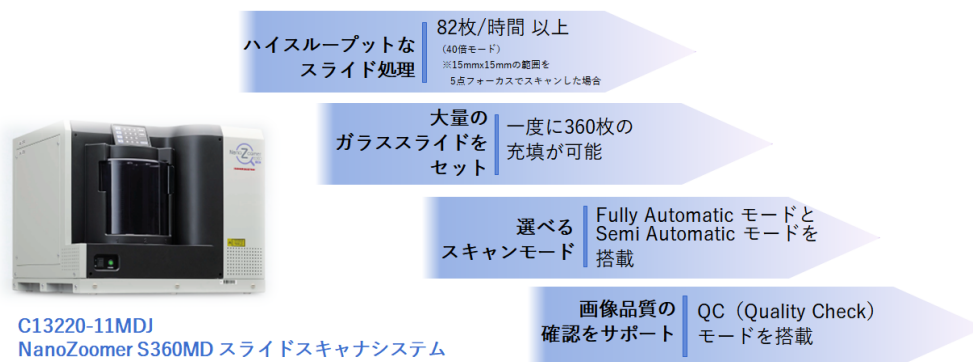 ハイスループットな
スライド処理
82枚/時間 以上
（40倍モード）
※15mmx15mmの範囲を
5点フォーカスでスキャンした場合
大量の
ガラススライドを
セット
一度に360枚の
充填が可能
NanoZoomer
選べる
スキャンモード
Fully Automatic モードと
Semi Automatic モードを
搭載
画像品質の
確認をサポート
QC（Quality Check）
モードを搭載
C13220-11MDJ
NanoZoomer S360MD スライドスキャナシステム